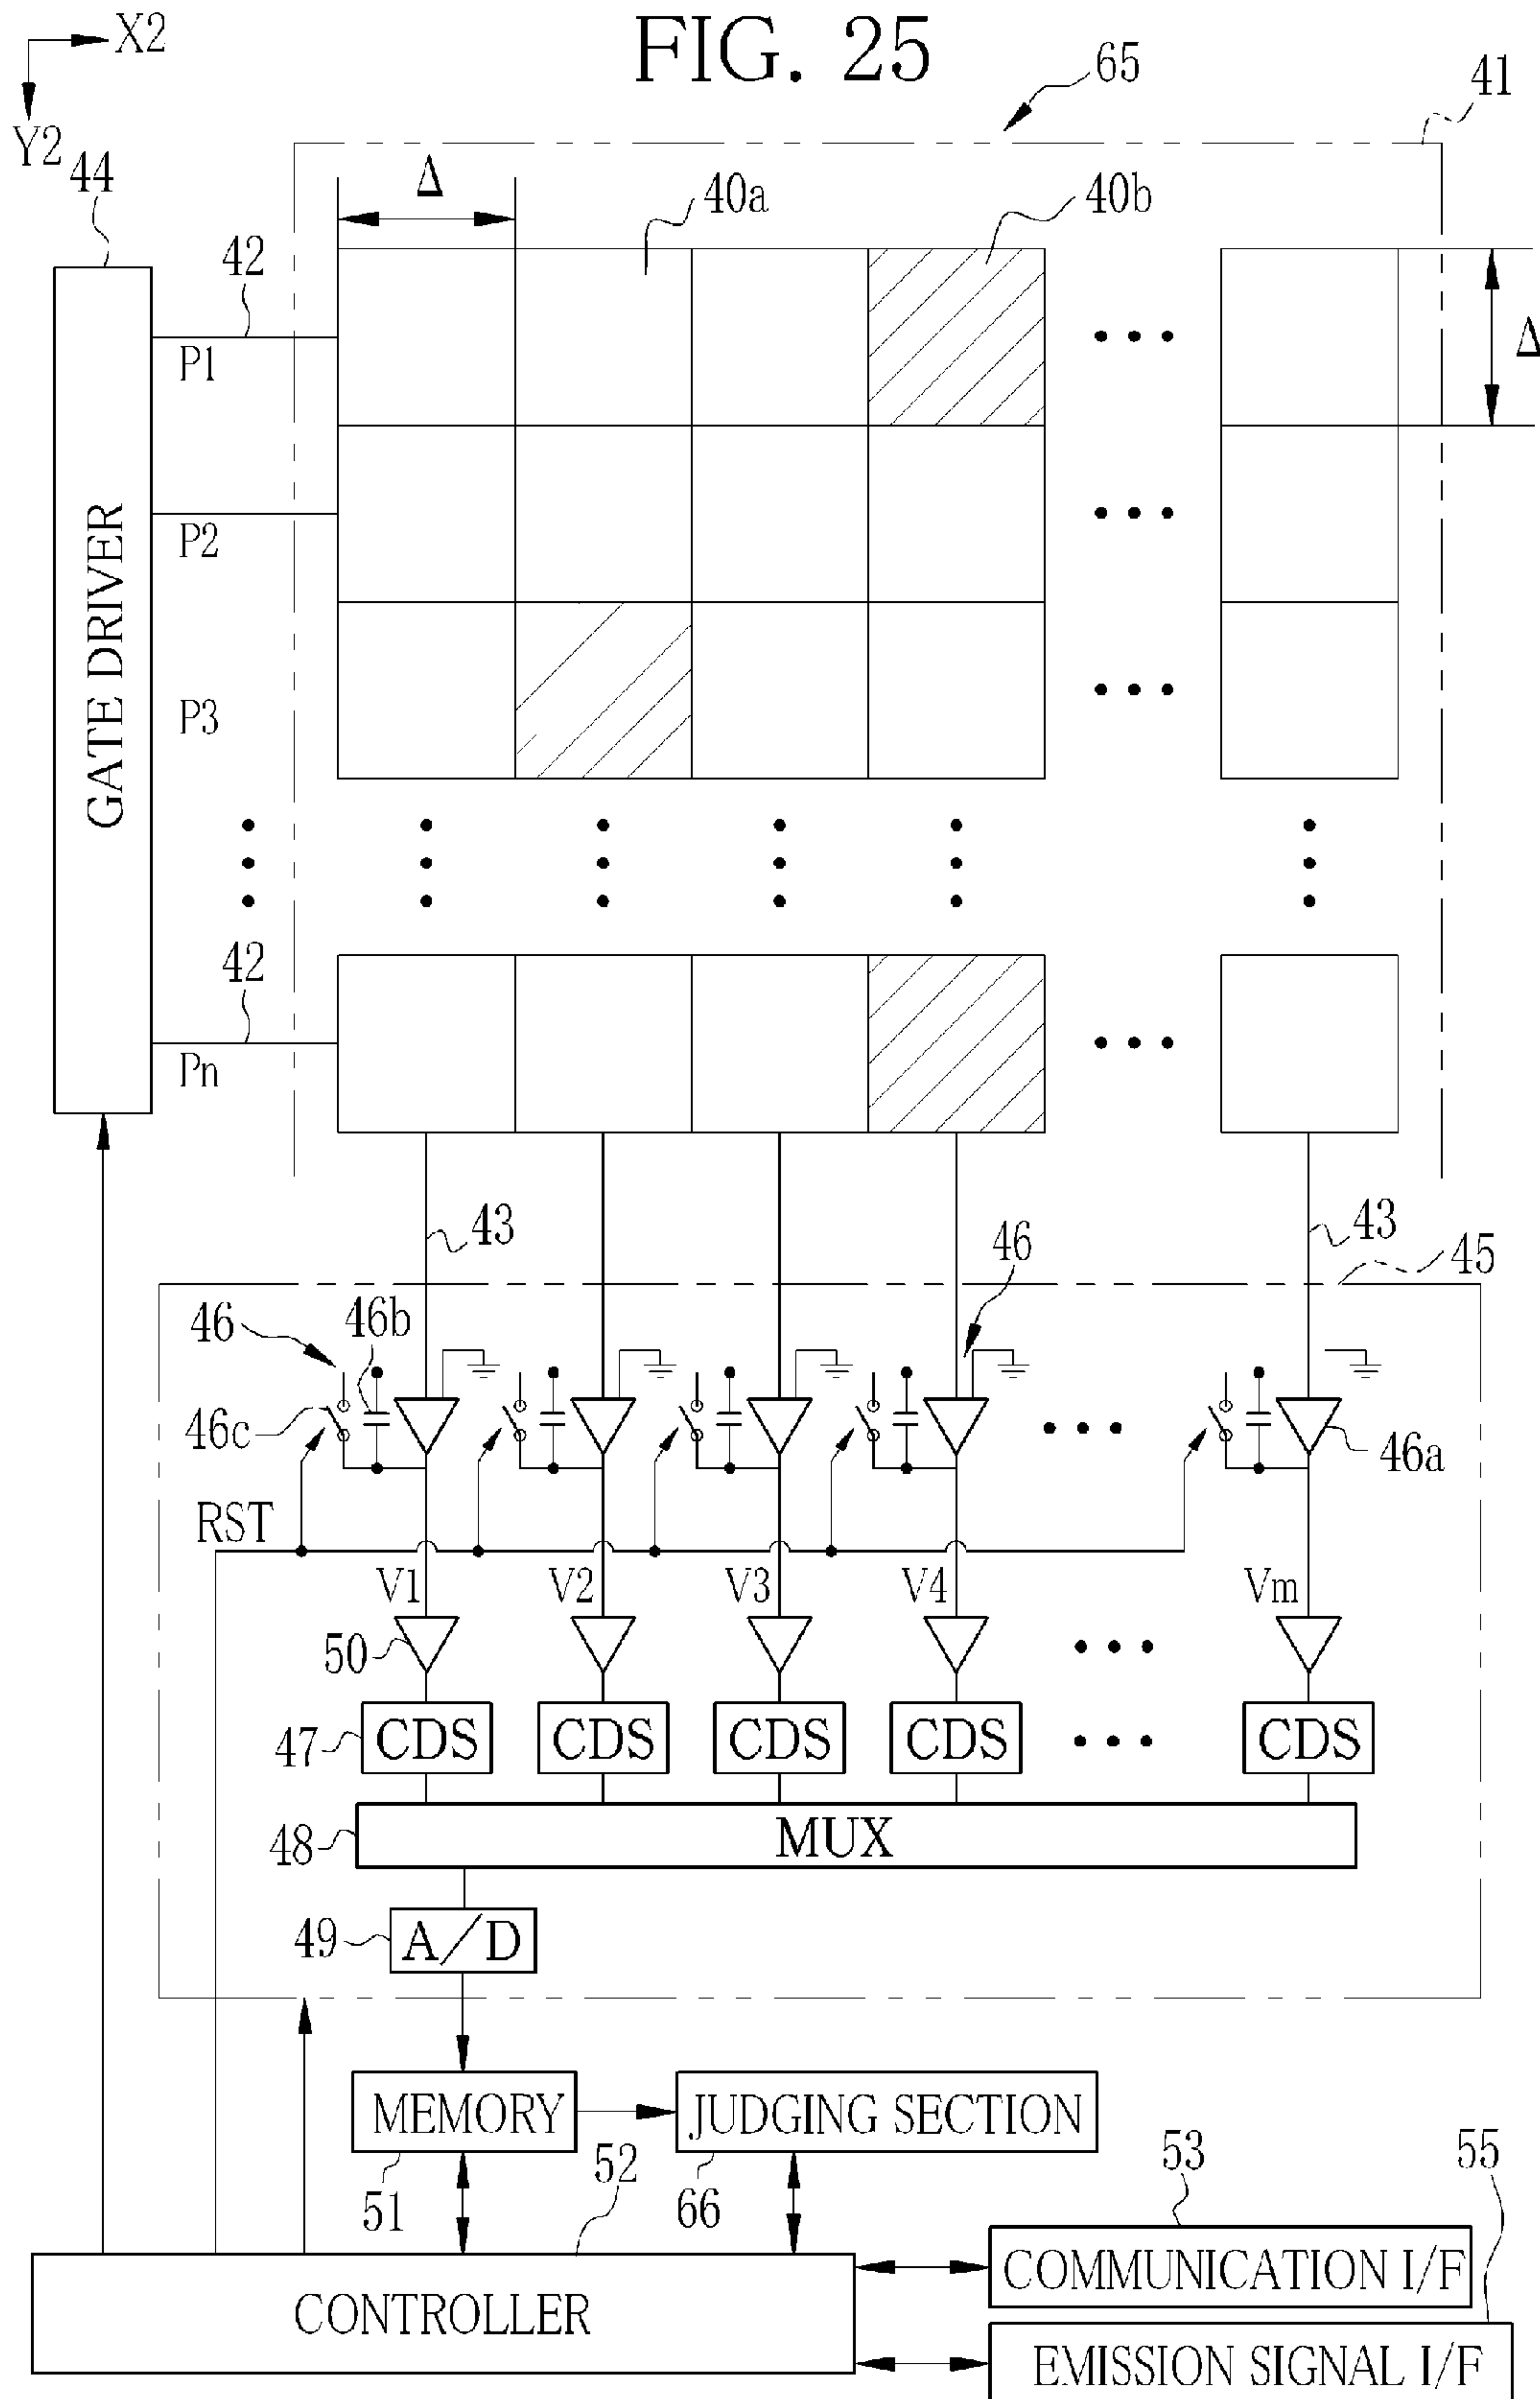 FIG. 25
X2
Y2
65
41
44
Δ
40a
40b
42
P1
Δ
P2
GATE DRIVER
P3
42
Pn
43
46
43
45
46
46b
46c
46a
RST
V1
V2
V3
V4
Vm
50
47
CDS
CDS
CDS
CDS
CDS
48
MUX
49
A/D
MEMORY
JUDGING SECTION
51
52
66
53
55
CONTROLLER
COMMUNICATION I/F
EMISSION SIGNAL I/F